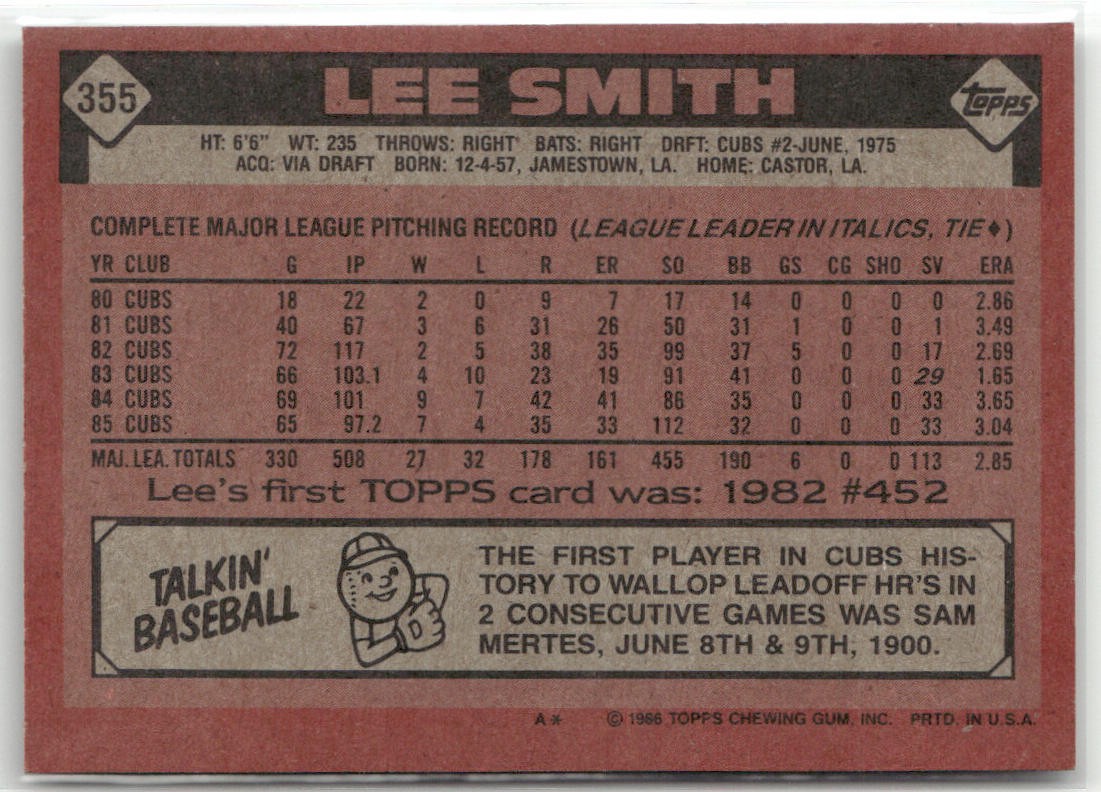 355 LEE SMITH topps
HT: 6'6" WT: 235 THROWS: RIGHT BATS: RIGHT DRFT: CUBS #2-JUNE, 1975
ACQ: VIA DRAFT BORN: 12-4-57, JAMESTOWN, LA. HOME: CASTOR, LA.
COMPLETE MAJOR LEAGUE PITCHING RECORD (LEAGUE LEADER IN ITALICS, TIE♦)
YR CLUB G IP W L R ER SO BB GS CG SHO SV ERA
80 CUBS 18 22 2 0 9 7 17 14 0 0 0 0 2.86
81 CUBS 40 67 3 6 31 26 50 31 1 0 0 1 3.49
82 CUBS 72 117 2 5 38 35 99 37 5 0 0 17 2.69
83 CUBS 66 103.1 4 10 23 19 91 41 0 0 0 29 1.65
84 CUBS 69 101 9 7 42 41 86 35 0 0 0 33 3.65
85 CUBS 65 97.2 7 4 35 33 112 32 0 0 0 33 3.04
MAJ. LEA. TOTALS 330 508 27 32 178 161 455 190 6 0 0 113 2.85
Lee's first TOPPS card was: 1982 #452
TALKIN'
BASEBALL
THE FIRST PLAYER IN CUBS HIS-
TORY TO WALLOP LEADOFF HR'S IN
2 CONSECUTIVE GAMES WAS SAM
MERTES, JUNE 8TH & 9TH, 1900.
A* © 1986 TOPPS CHEWING GUM, INC. PRTD. IN U.S.A.